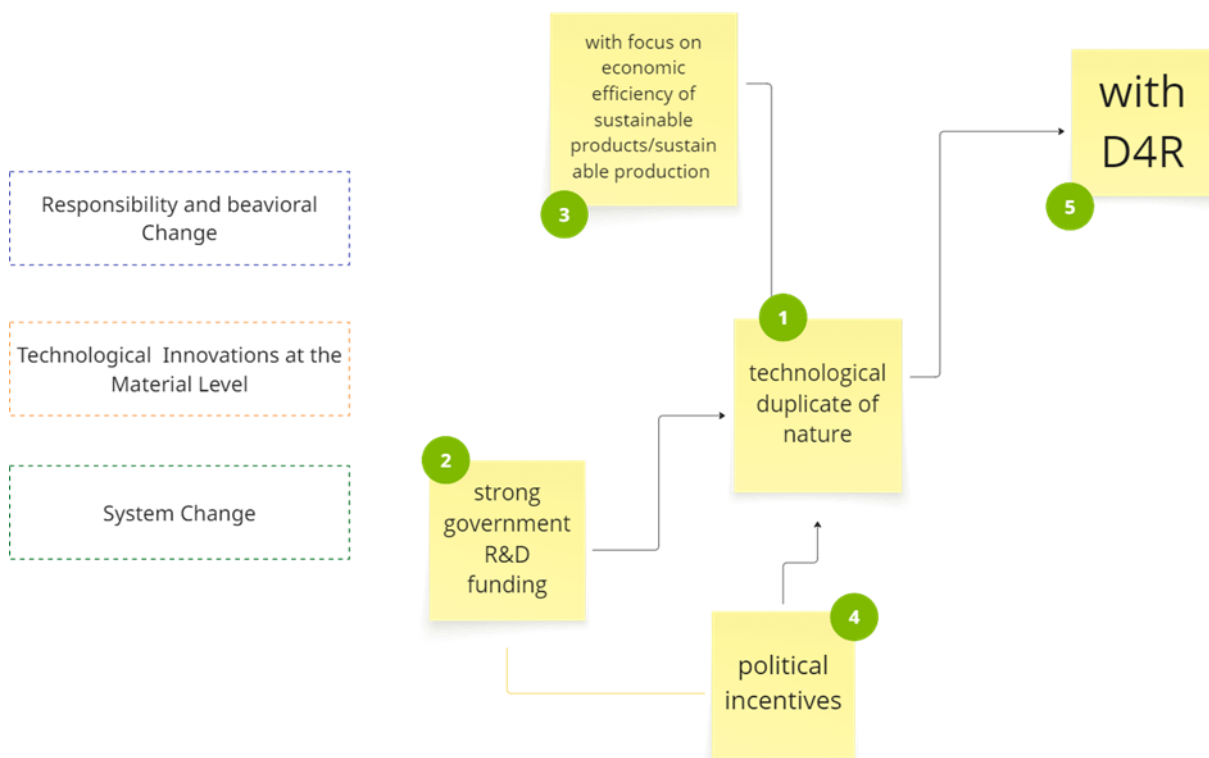 Responsibility and beavioral
Change
Technological Innovations at the
Material Level
System Change
with focus on
economic
efficiency of
sustainable
products/sustain
able production
3
with
D4R
5
1
technological
duplicate of
nature
2
strong
government
R&D
funding
4
political
incentives